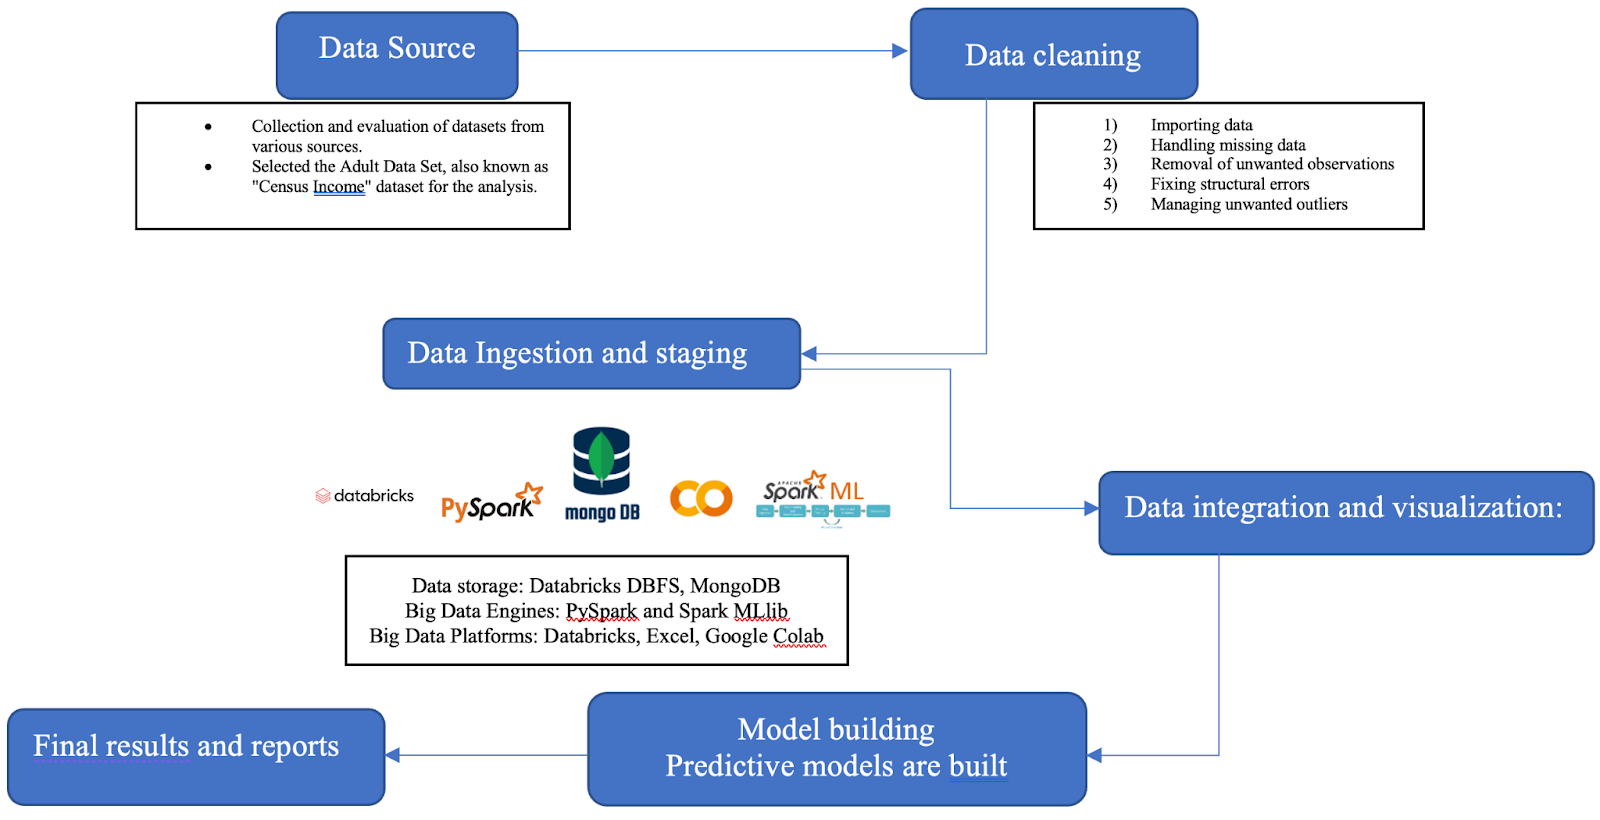 Data Source
Data cleaning
• Collection and evaluation of datasets from
various sources.
• Selected the Adult Data Set, also known as
"Census Income" dataset for the analysis.
1) Importing data
2) Handling missing data
3) Removal of unwanted observations
4) Fixing structural errors
5) Managing unwanted outliers
Data Ingestion and staging
databricks
PySpark
mongo DB
APACHE
Spark ML
Data integration and visualization:
Data storage: Databricks DBFS, MongoDB
Big Data Engines: PySpark and Spark MLlib
Big Data Platforms: Databricks, Excel, Google Colab
Model building
Predictive models are built
Final results and reports